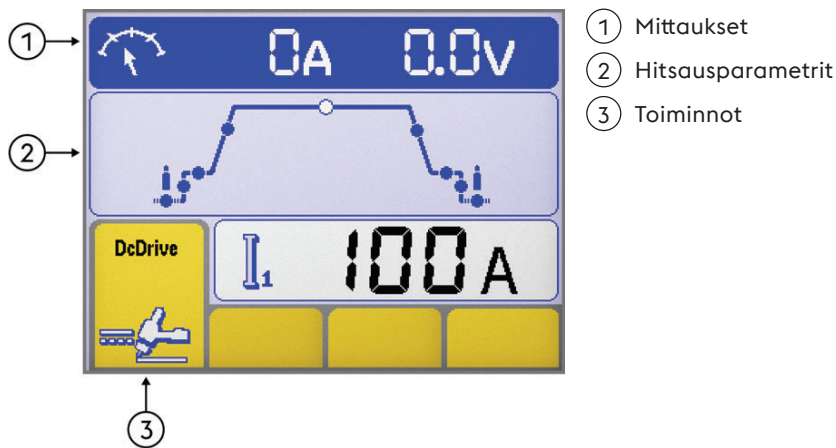 1
0A 0.0V
2
DcDrive
I1 100A
3
1 Mittaukset
2 Hitsausparametrit
3 Toiminnot